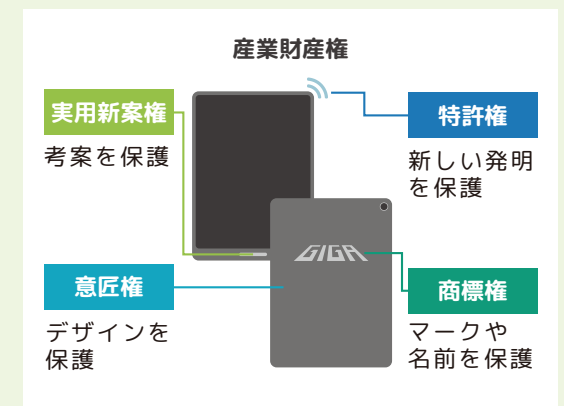 産業財産権
実用新案権
考案を保護
特許権
新しい発明
を保護
GIGA
意匠権
デザインを
保護
商標権
マークや
名前を保護